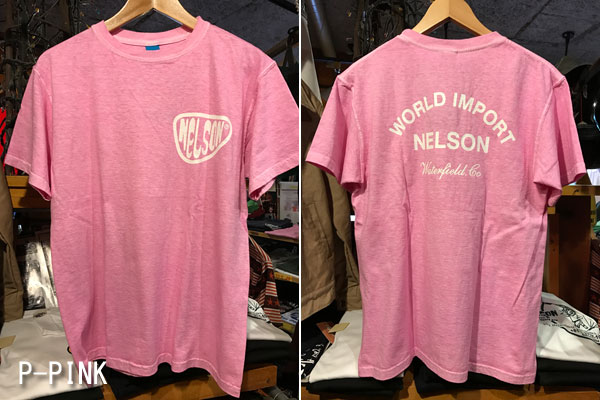 NELSON
WORLD IMPORT
NELSON
Waterfield.Co
P-PINK